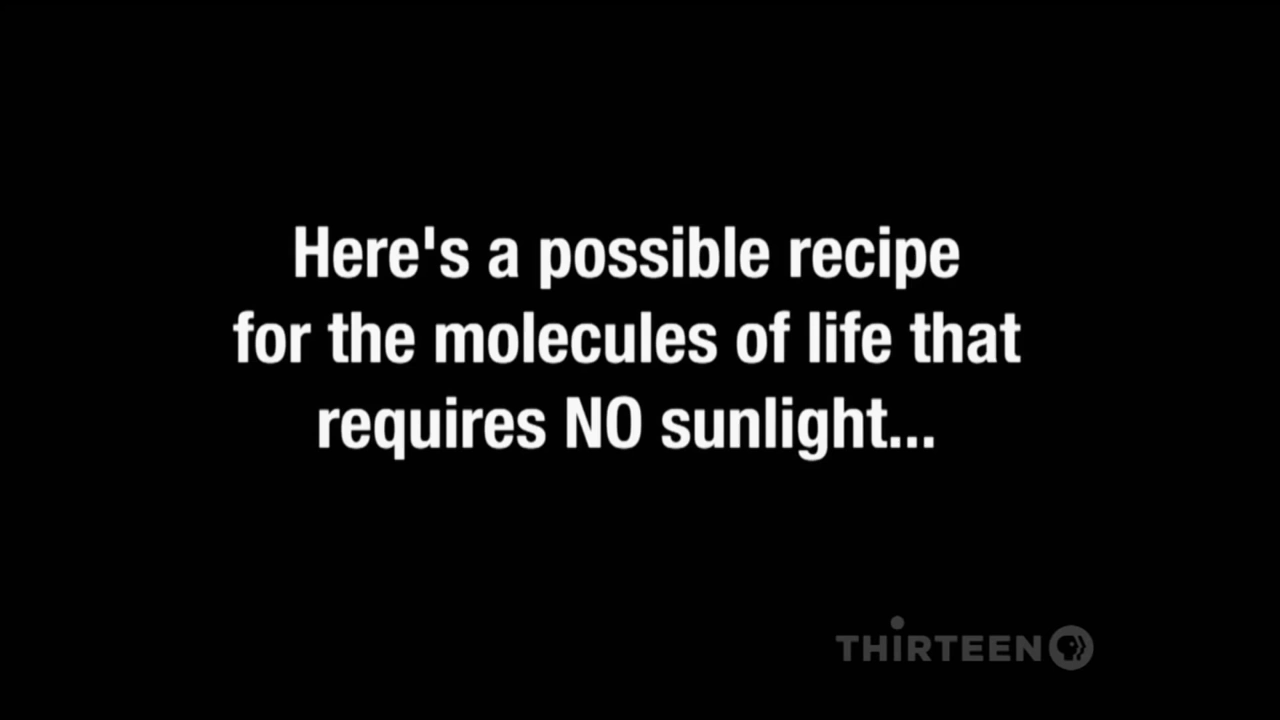 Here's a possible recipe
for the molecules of life that
requires NO sunlight...
THIRTEEN